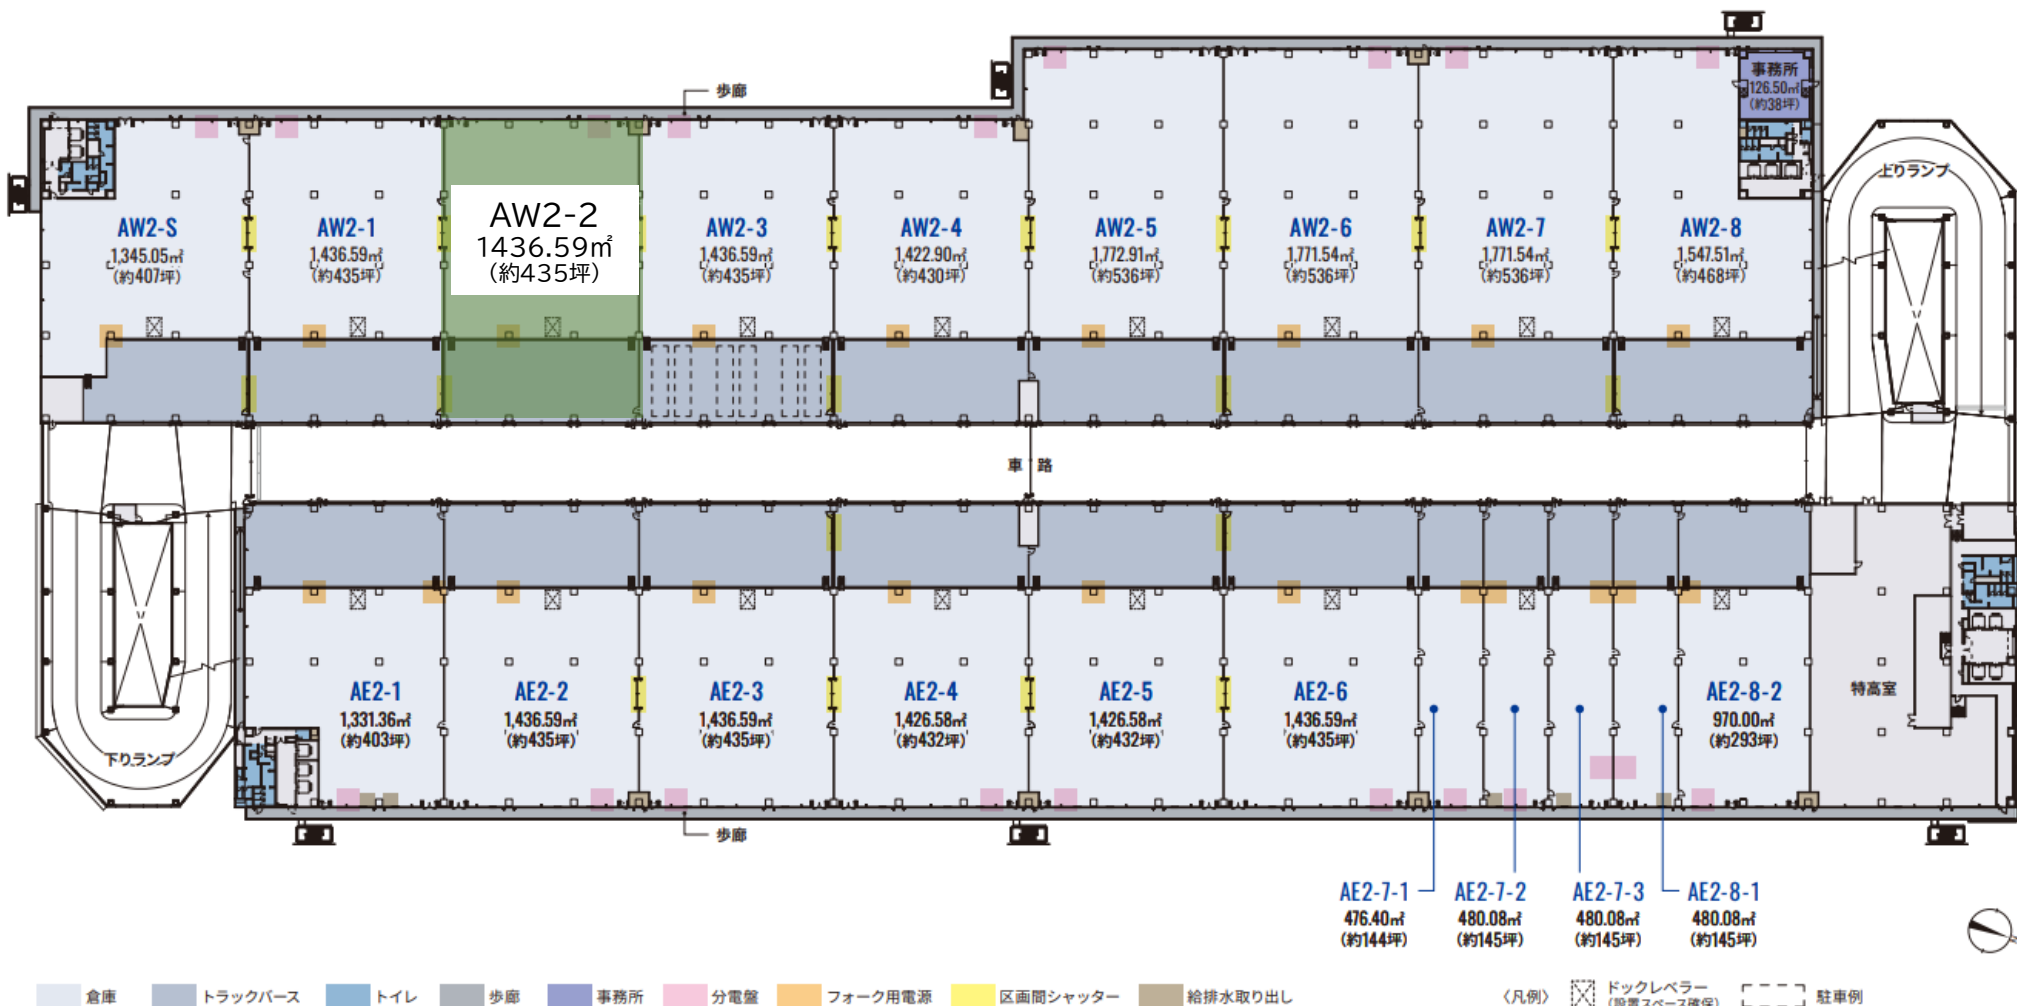 歩廊
事務所
126.50㎡
(約38坪)
上りランプ
AW2-S
1,345.05㎡
(約407坪)
AW2-1
1,436.59㎡
(約435坪)
AW2-2
1436.59㎡
(約435坪)
AW2-3
1,436.59㎡
(約435坪)
AW2-4
1,422.90㎡
(約430坪)
AW2-5
1,772.91㎡
(約536坪)
AW2-6
1,771.54㎡
(約536坪)
AW2-7
1,771.54㎡
(約536坪)
AW2-8
1,547.51㎡
(約468坪)
車路
AE2-1
1,331.36㎡
(約403坪)
AE2-2
1,436.59㎡
(約435坪)
AE2-3
1,436.59㎡
(約435坪)
AE2-4
1,426.58㎡
(約432坪)
AE2-5
1,426.58㎡
(約432坪)
AE2-6
1,436.59㎡
(約435坪)
AE2-8-2
970.00㎡
(約293坪)
特高室
下りランプ
歩廊
AE2-7-1
476.40㎡
(約144坪)
AE2-7-2
480.08㎡
(約145坪)
AE2-7-3
480.08㎡
(約145坪)
AE2-8-1
480.08㎡
(約145坪)
倉庫
トラックバース
トイレ
歩廊
事務所
分電盤
フォーク用電源
区画間シャッター
給排水取り出し
〈凡例〉
ドックレベラー
(設置スペース確保)
駐車例